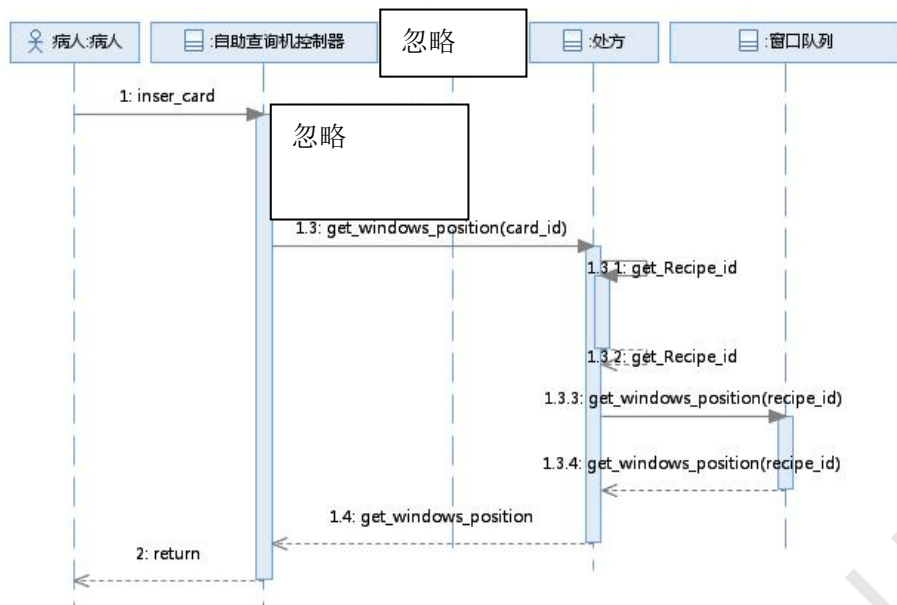 病人:病人
:自助查询机控制器
忽略
:处方
:窗口队列
1: inser_card
忽略
1.3: get_windows_position(card_id)
1.3.1: get_Recipe_id
1.3.2: get_Recipe_id
1.3.3: get_windows_position(recipe_id)
1.3.4: get_windows_position(recipe_id)
1.4: get_windows_position
2: return